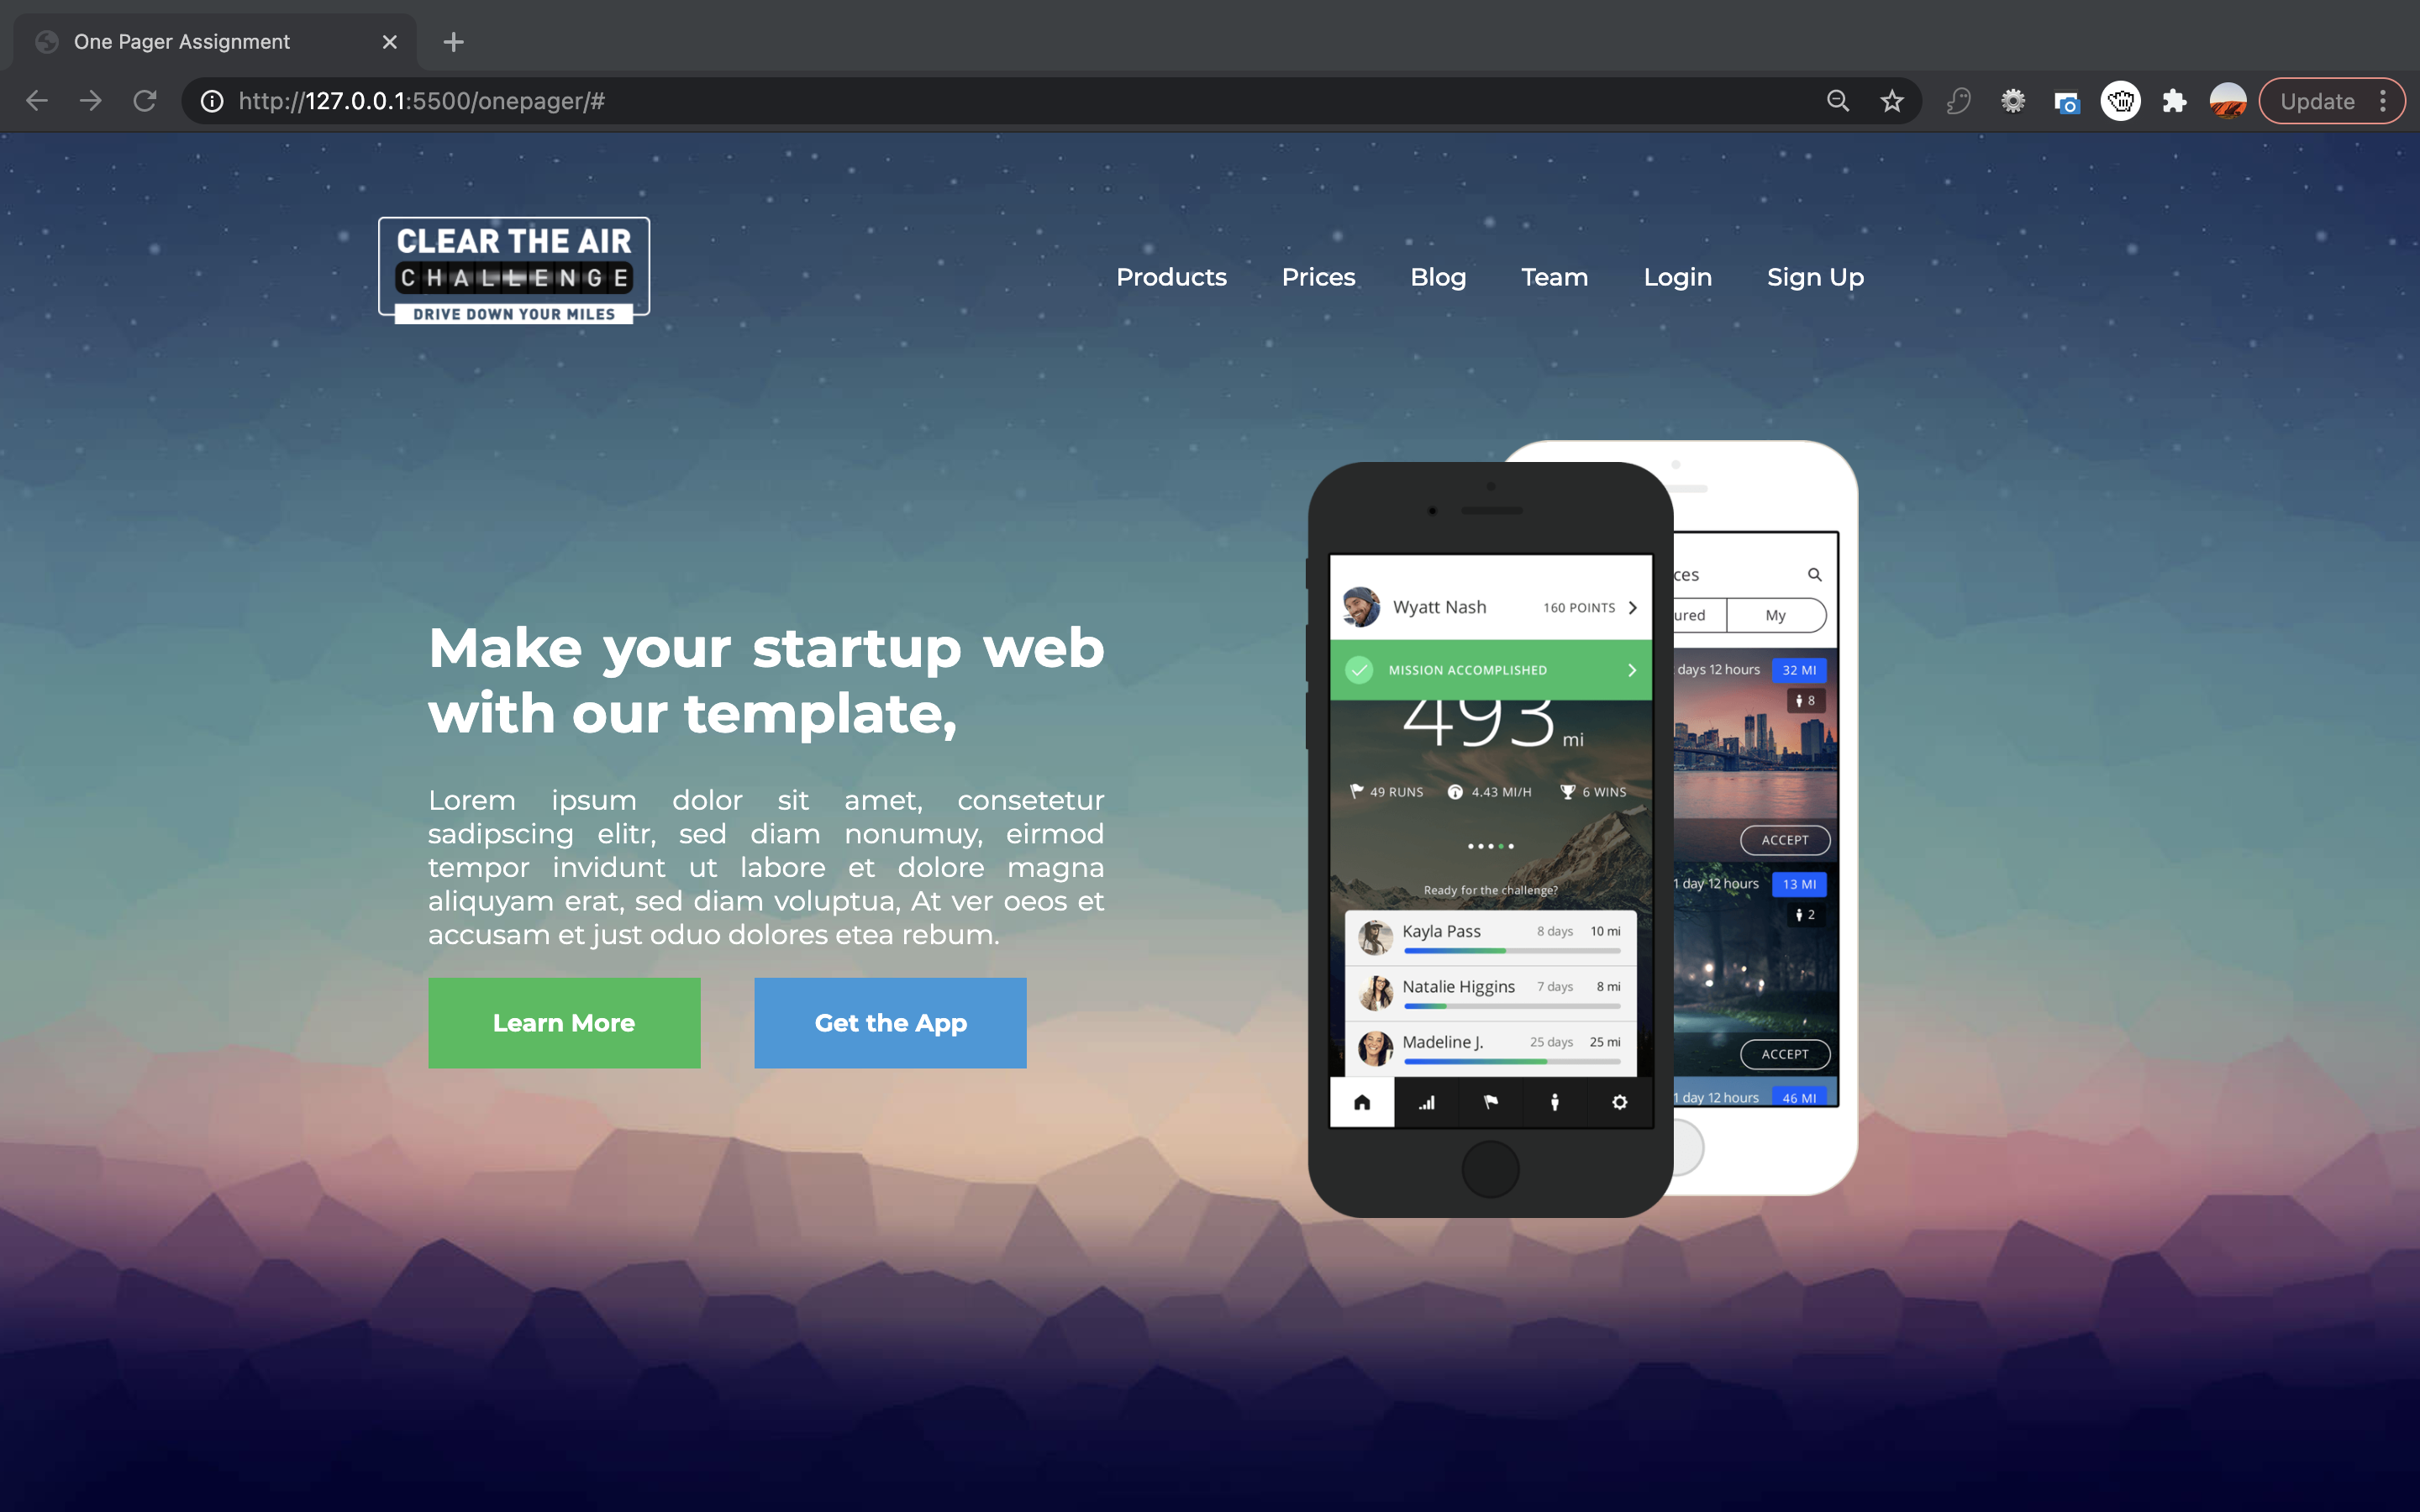 One Pager Assignment
http://127.0.0.1:5500/onepager/#
Update
CLEAR THE AIR
CHALLENGE
DRIVE DOWN YOUR MILES
Products Prices Blog Team Login Sign Up
Make your startup web
with our template,
Lorem ipsum dolor sit amet, consetetur
sadipscing elitr, sed diam nonumuy, eirmod
tempor invidunt ut labore et dolore magna
aliquyam erat, sed diam voluptua, At ver oeos et
accusam et just oduo dolores etea rebum.
Learn More
Get the App
Wyatt Nash 160 POINTS
MISSION ACCOMPLISHED
493 mi
49 RUNS 4.43 MI/H 6 WINS
Ready for the challenge?
Kayla Pass 8 days 10 mi
Natalie Higgins 7 days 8 mi
Madeline J. 25 days 25 mi
ces
ured My
days 12 hours 32 MI
8
ACCEPT
1 day 12 hours 13 MI
2
ACCEPT
1 day 12 hours 46 MI